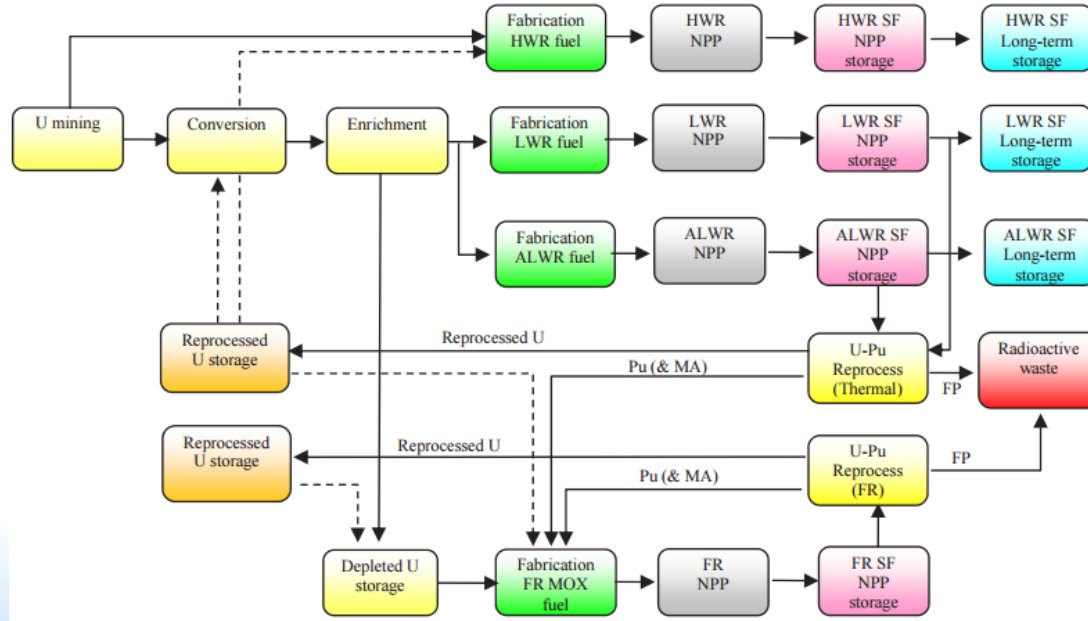 Fabrication
HWR fuel
HWR
NPP
HWR SF
NPP
storage
HWR SF
Long-term
storage
U mining
Conversion
Enrichment
Fabrication
LWR fuel
LWR
NPP
LWR SF
NPP
storage
LWR SF
Long-term
storage
Fabrication
ALWR fuel
ALWR
NPP
ALWR SF
NPP
storage
ALWR SF
Long-term
storage
Reprocessed
U storage
Reprocessed U
Pu (& MA)
U-Pu
Reprocess
(Thermal)
FP
Radioactive
waste
Reprocessed
U storage
Reprocessed U
Pu (& MA)
U-Pu
Reprocess
(FR)
FP
Depleted U
storage
Fabrication
FR MOX
fuel
FR
NPP
FR SF
NPP
storage